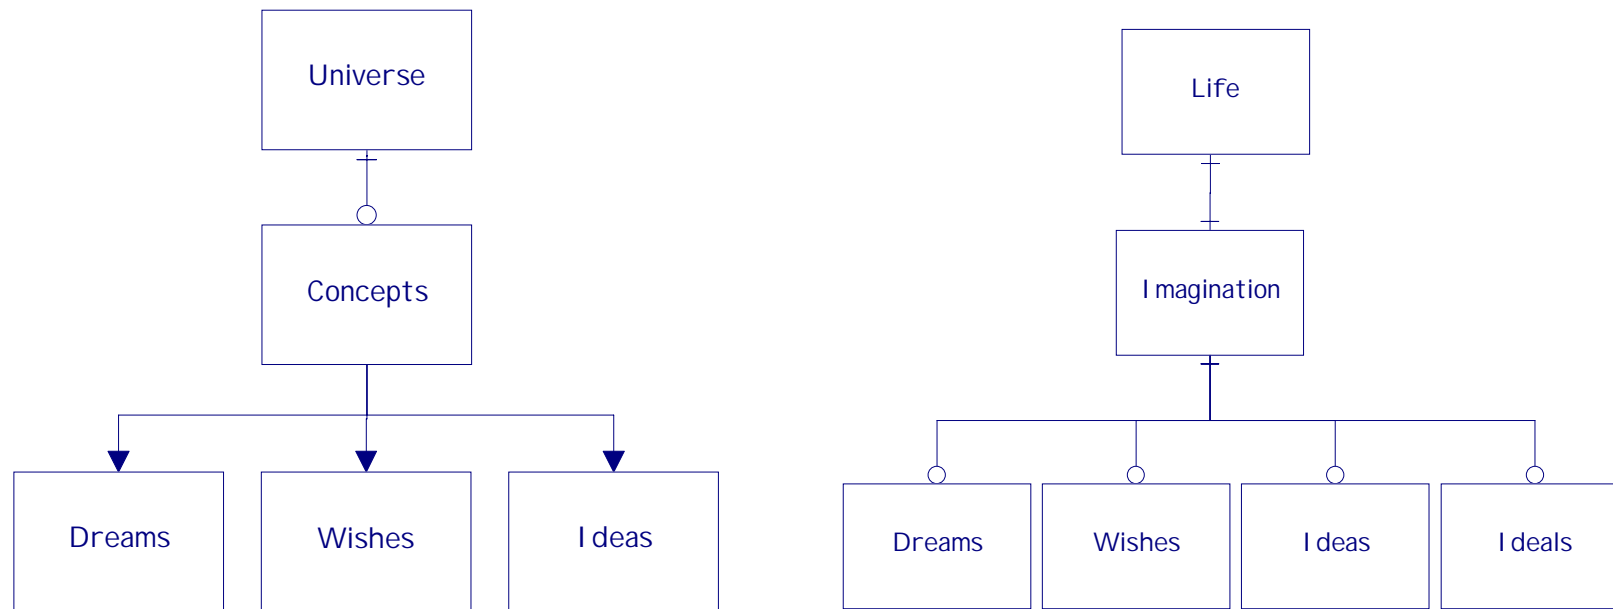 Universe
Concepts
Dreams
Wishes
Ideas
Life
Imagination
Dreams
Wishes
Ideas
Ideals